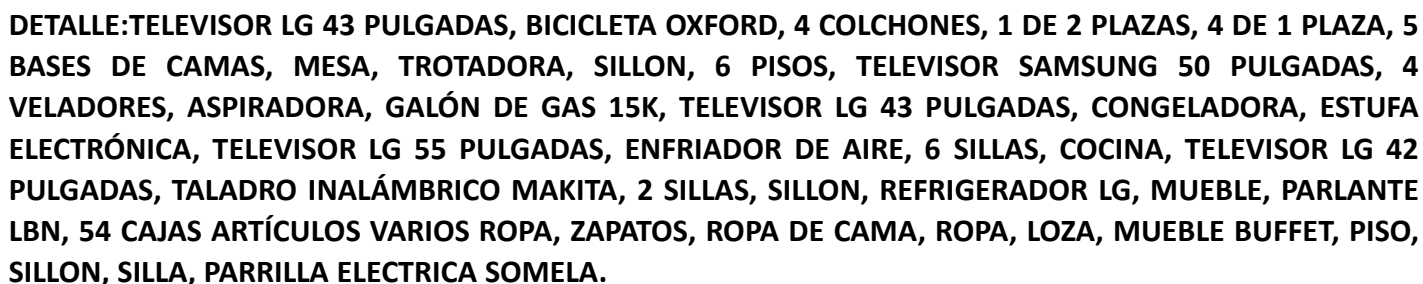 DETALLE:TELEVISOR LG 43 PULGADAS, BICICLETA OXFORD, 4 COLCHONES, 1 DE 2 PLAZAS, 4 DE 1 PLAZA, 5
BASES DE CAMAS, MESA, TROTADORA, SILLON, 6 PISOS, TELEVISOR SAMSUNG 50 PULGADAS, 4
VELADORES, ASPIRADORA, GALÓN DE GAS 15K, TELEVISOR LG 43 PULGADAS, CONGELADORA, ESTUFA
ELECTRÓNICA, TELEVISOR LG 55 PULGADAS, ENFRIADOR DE AIRE, 6 SILLAS, COCINA, TELEVISOR LG 42
PULGADAS, TALADRO INALÁMBRICO MAKITA, 2 SILLAS, SILLON, REFRIGERADOR LG, MUEBLE, PARLANTE
LBN, 54 CAJAS ARTÍCULOS VARIOS ROPA, ZAPATOS, ROPA DE CAMA, ROPA, LOZA, MUEBLE BUFFET, PISO,
SILLON, SILLA, PARRILLA ELECTRICA SOMELA.